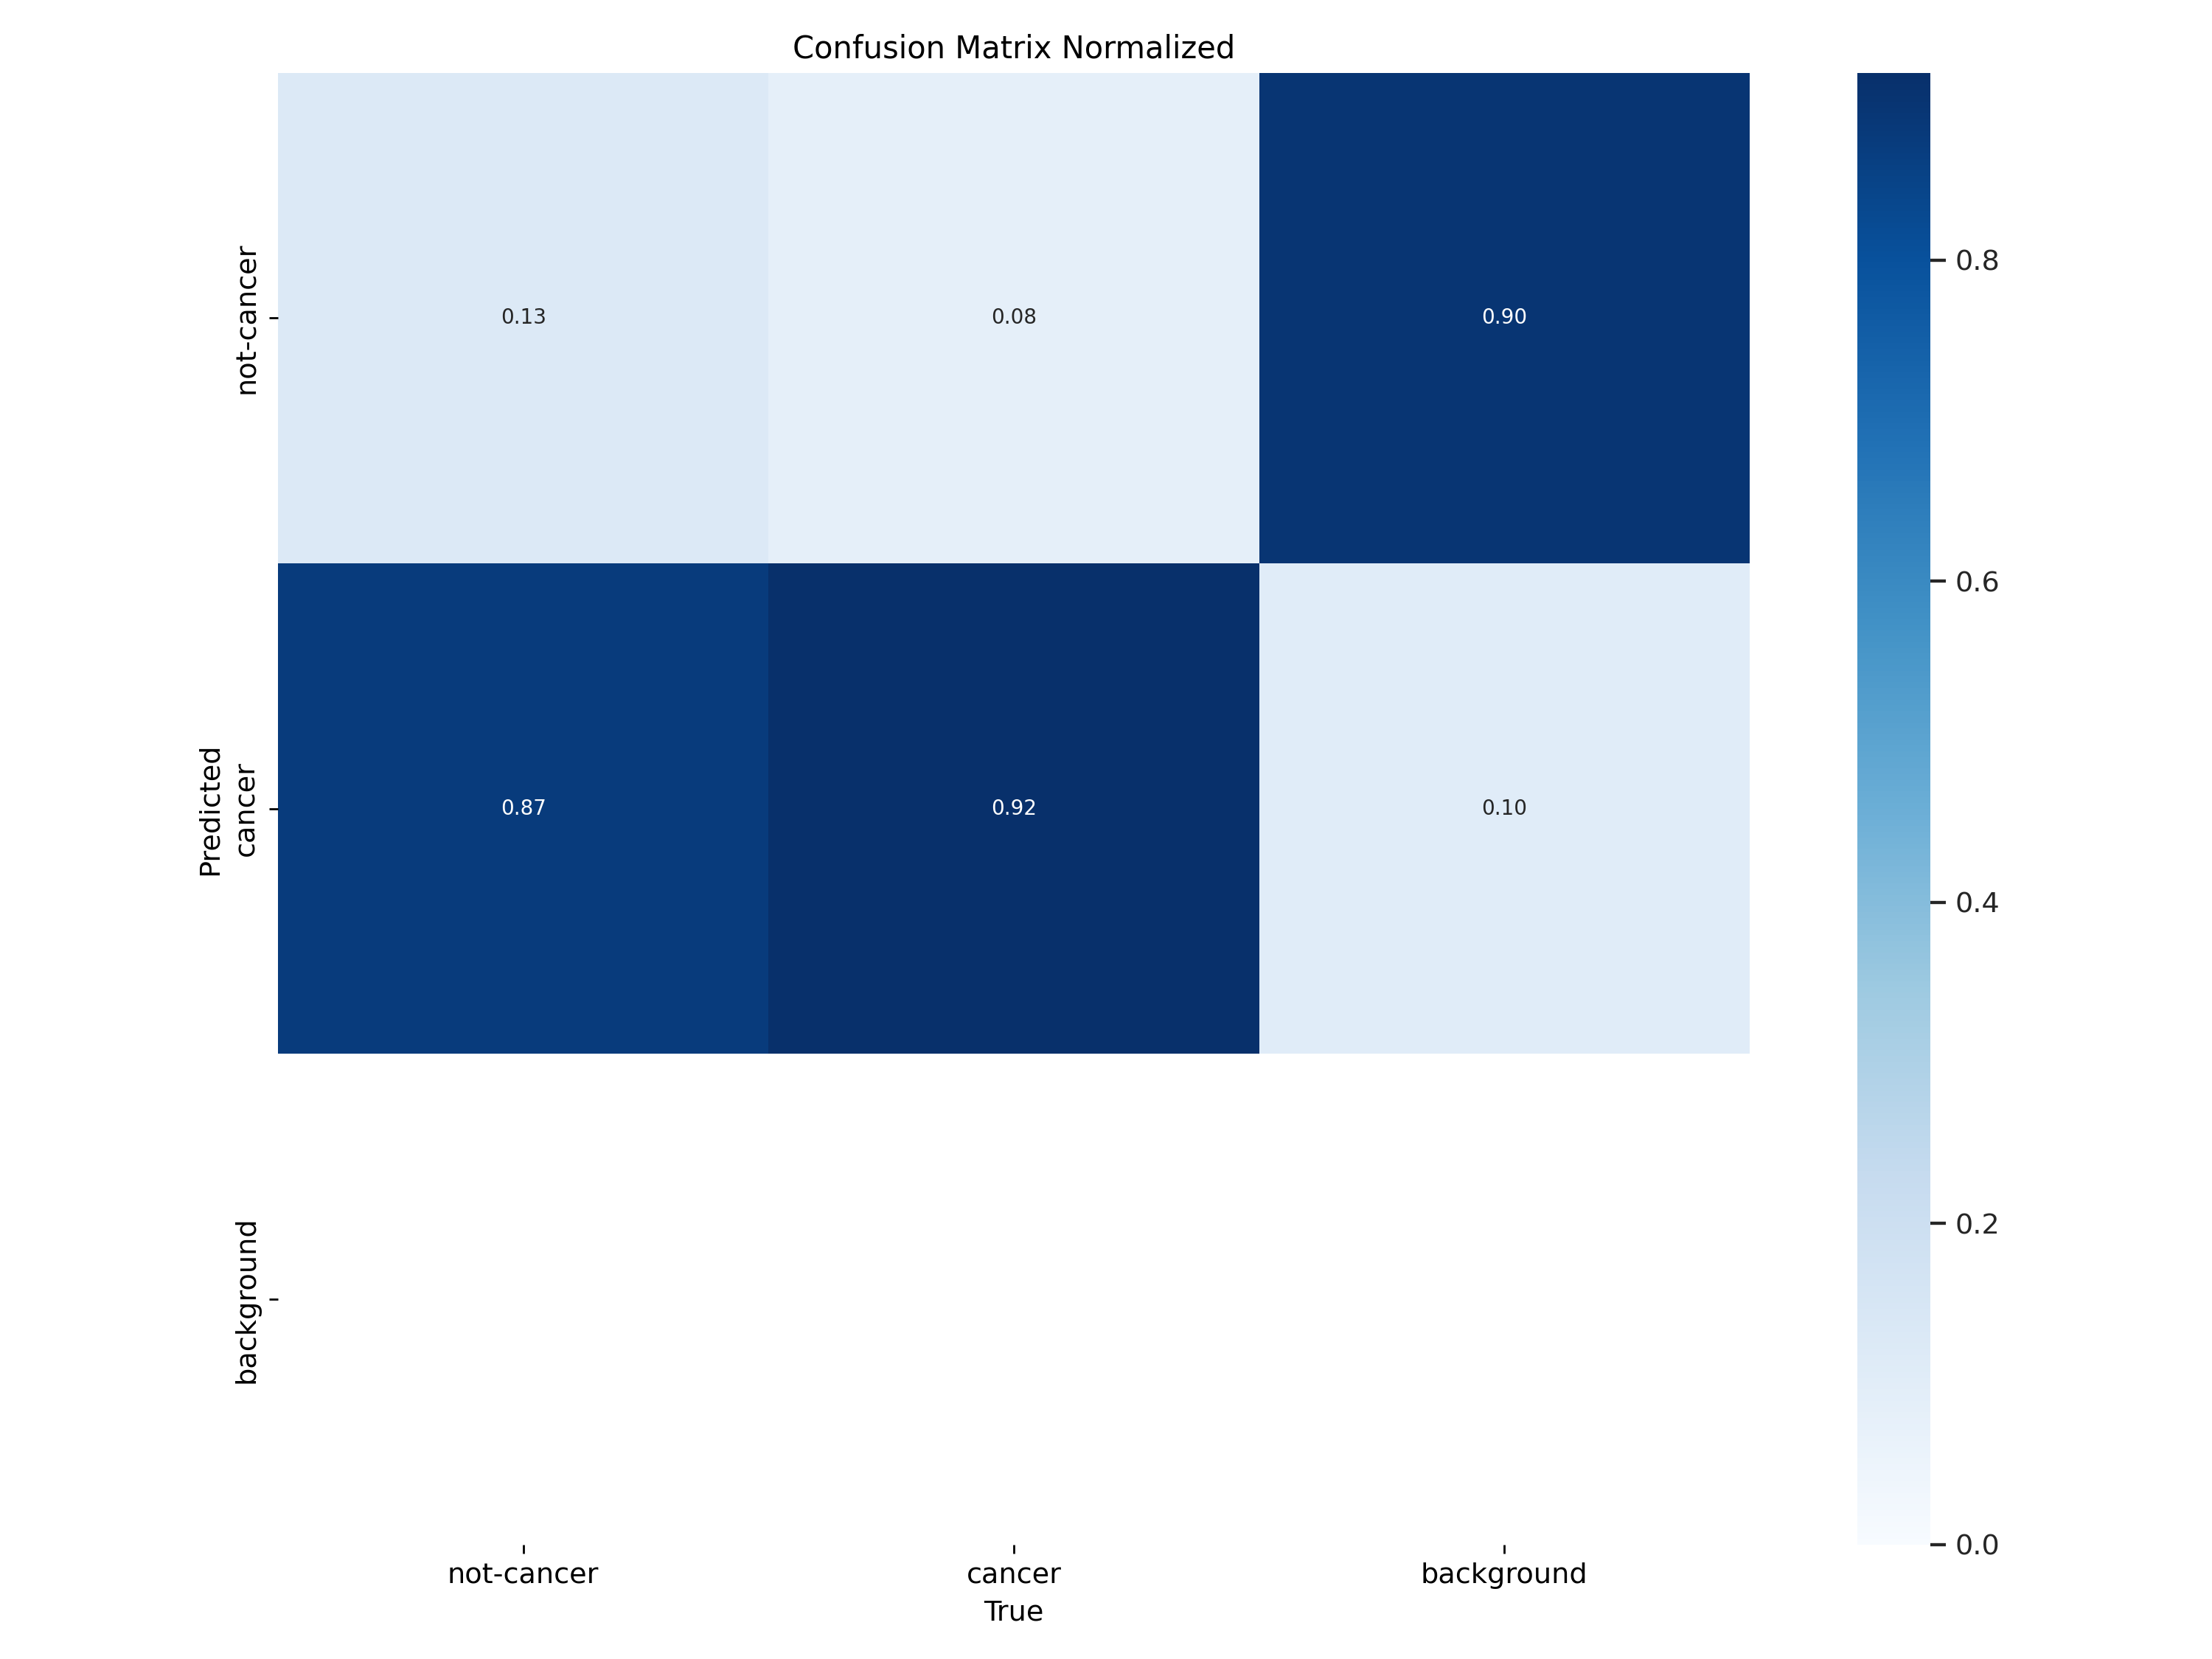 Confusion Matrix Normalized
not-cancer
0.13 0.08 0.90
0.8
0.6
Predicted
cancer
0.87 0.92 0.10
0.4
0.2
background
0.0
not-cancer cancer background
True